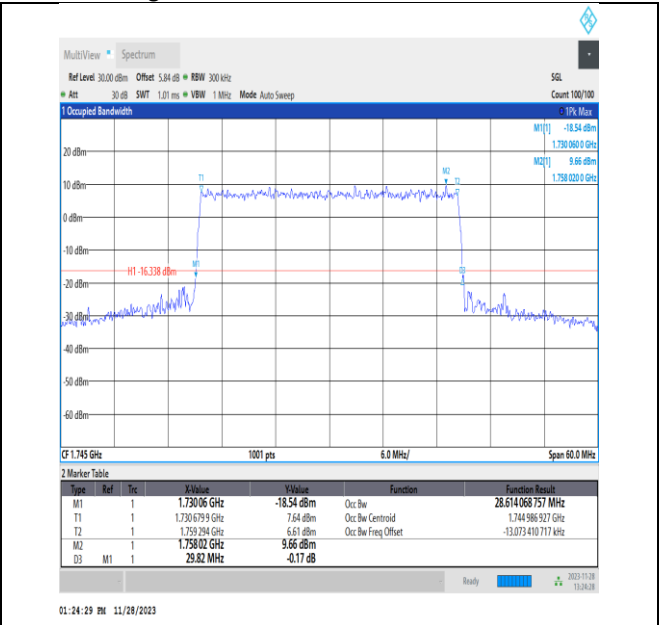 MultiView Spectrum
Ref Level 30.00 dBm Offset 5.84 dB RBW 300 kHz SGL
Att 30 dB SWT 1.01 ms VBW 1 MHz Mode Auto Sweep Count 100/100
1 Occupied Bandwidth 1Pk Max
M1[1] -18.54 dBm
1.730 060 0 GHz
M2[1] 9.66 dBm
1.758 020 0 GHz
20 dBm
M2
T1 T2
10 dBm
0 dBm
-10 dBm
M1
H1 -16.338 dBm D3
-20 dBm
-30 dBm
-40 dBm
-50 dBm
-60 dBm
CF 1.745 GHz 1001 pts 6.0 MHz/ Span 60.0 MHz
2 Marker Table
Type Ref Trc X-Value Y-Value Function Function Result
M1 1 1.73006 GHz -18.54 dBm Occ Bw 28.614 068 757 MHz
T1 1 1.730 679 9 GHz 7.64 dBm Occ Bw Centroid 1.744 986 927 GHz
T2 1 1.759 294 GHz 6.61 dBm Occ Bw Freq Offset -13.073 410 717 kHz
M2 1 1.75802 GHz 9.66 dBm
D3 M1 1 29.82 MHz -0.17 dB
Ready 2023-11-28
13:24:28
01:24:29 PM 11/28/2023